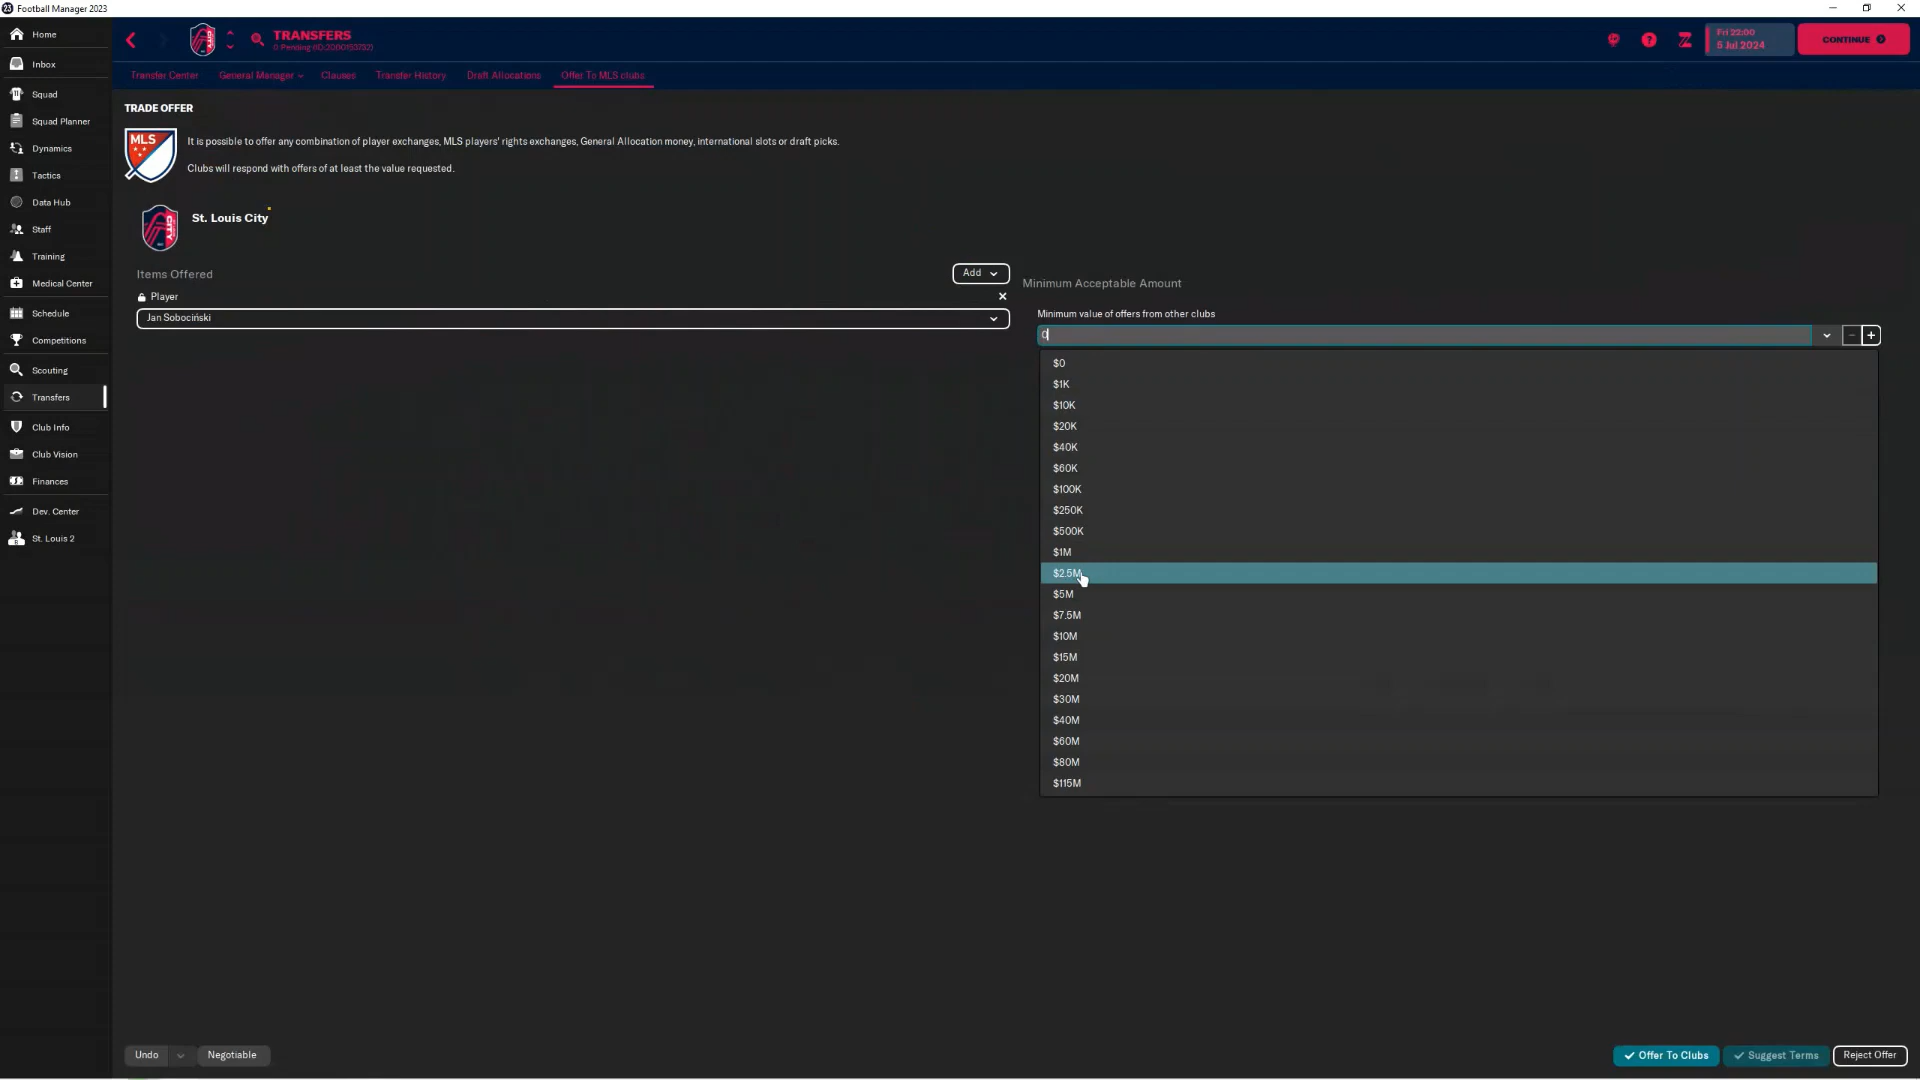 Football Manager 2023
Home
Inbox
Squad
Squad Planner
Dynamics
Tactics
Data Hub
Staff
Training
Medical Center
Schedule
Competitions
Scouting
Transfers
Club Info
Club Vision
Finances
Dev. Center
St. Louis 2
TRANSFERS
0 Pending (ID:2000153732)
Fri 22:00
5 Jul 2024
CONTINUE
Transfer Center
General Manager
Clauses
Transfer History
Draft Allocations
Offer To MLS clubs
TRADE OFFER
MLS
It is possible to offer any combination of player exchanges, MLS players' rights exchanges, General Allocation money, international slots or draft picks.
Clubs will respond with offers of at least the value requested.
CITY
St. Louis City
Items Offered
Add
Player
Jan Sobociński
Minimum Acceptable Amount
Minimum value of offers from other clubs
0
$0
$1K
$10K
$20K
$40K
$60K
$100K
$250K
$500K
$1M
$2.5M
$5M
$7.5M
$10M
$15M
$20M
$30M
$40M
$60M
$80M
$115M
Undo
Negotiable
Offer To Clubs
Suggest Terms
Reject Offer